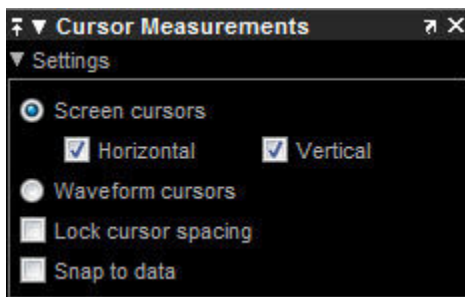 Cursor Measurements
Settings
Screen cursors
Horizontal Vertical
Waveform cursors
Lock cursor spacing
Snap to data